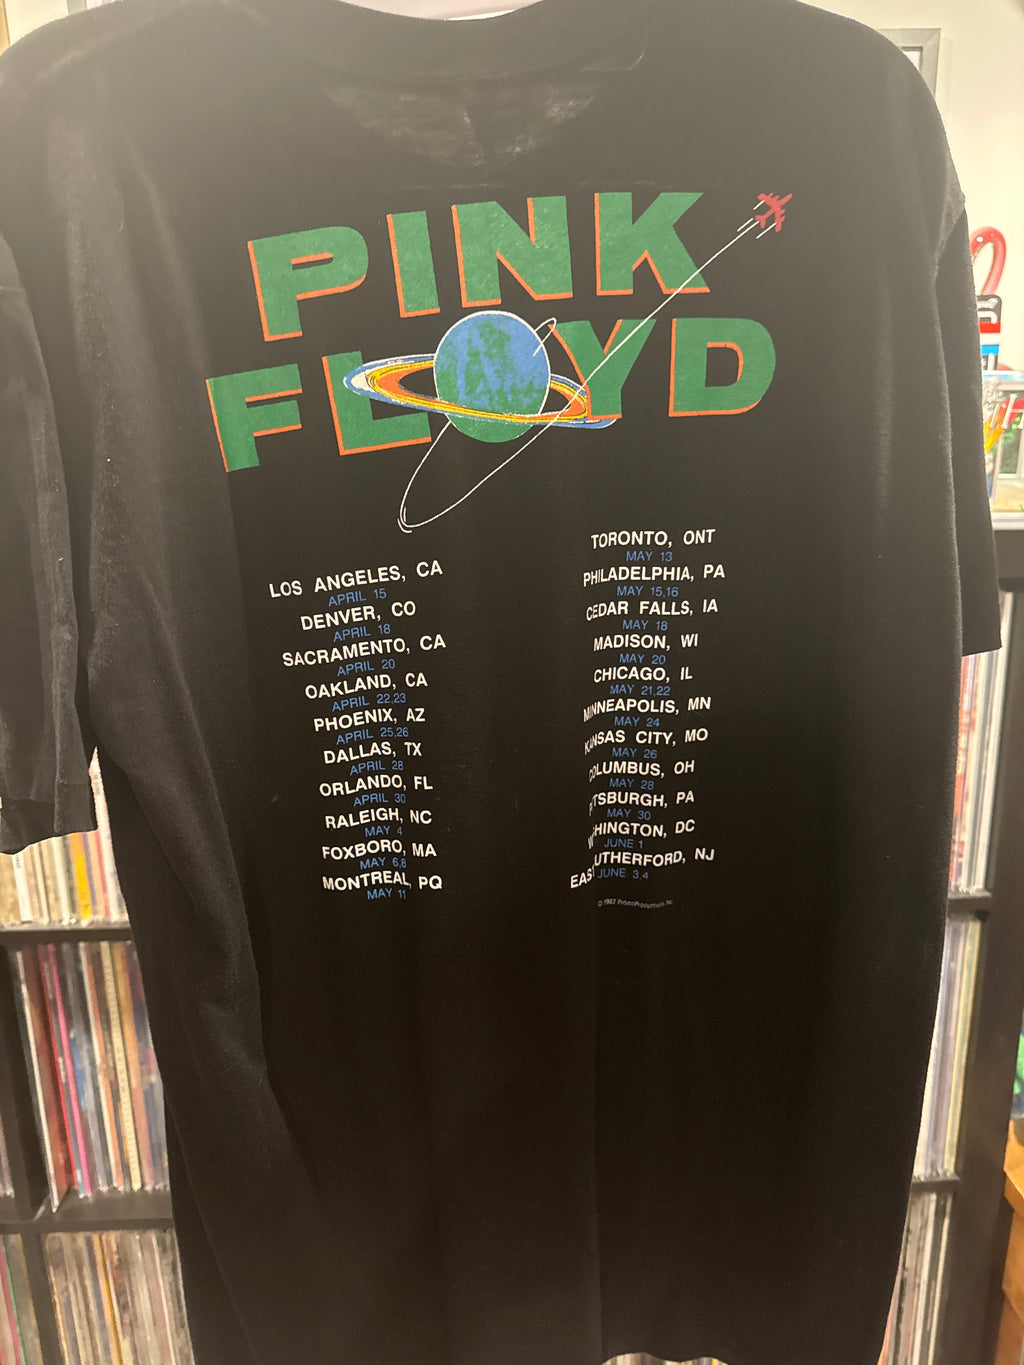 PINK
FLOYD
LOS ANGELES, CA
APRIL 15
DENVER, CO
APRIL 18
SACRAMENTO, CA
APRIL 20
OAKLAND, CA
APRIL 22,23
PHOENIX, AZ
APRIL 25,26
DALLAS, TX
APRIL 28
ORLANDO, FL
APRIL 30
RALEIGH, NC
MAY 4
FOXBORO, MA
MAY 6,8
MONTREAL, PQ
MAY 11
TORONTO, ONT
MAY 13
PHILADELPHIA, PA
MAY 15,16
CEDAR FALLS, IA
MAY 18
MADISON, WI
MAY 20
CHICAGO, IL
MAY 21,22
MINNEAPOLIS, MN
MAY 24
KANSAS CITY, MO
MAY 26
COLUMBUS, OH
MAY 28
PITTSBURGH, PA
MAY 30
WASHINGTON, DC
JUNE 1
EAST RUTHERFORD, NJ
JUNE 3,4